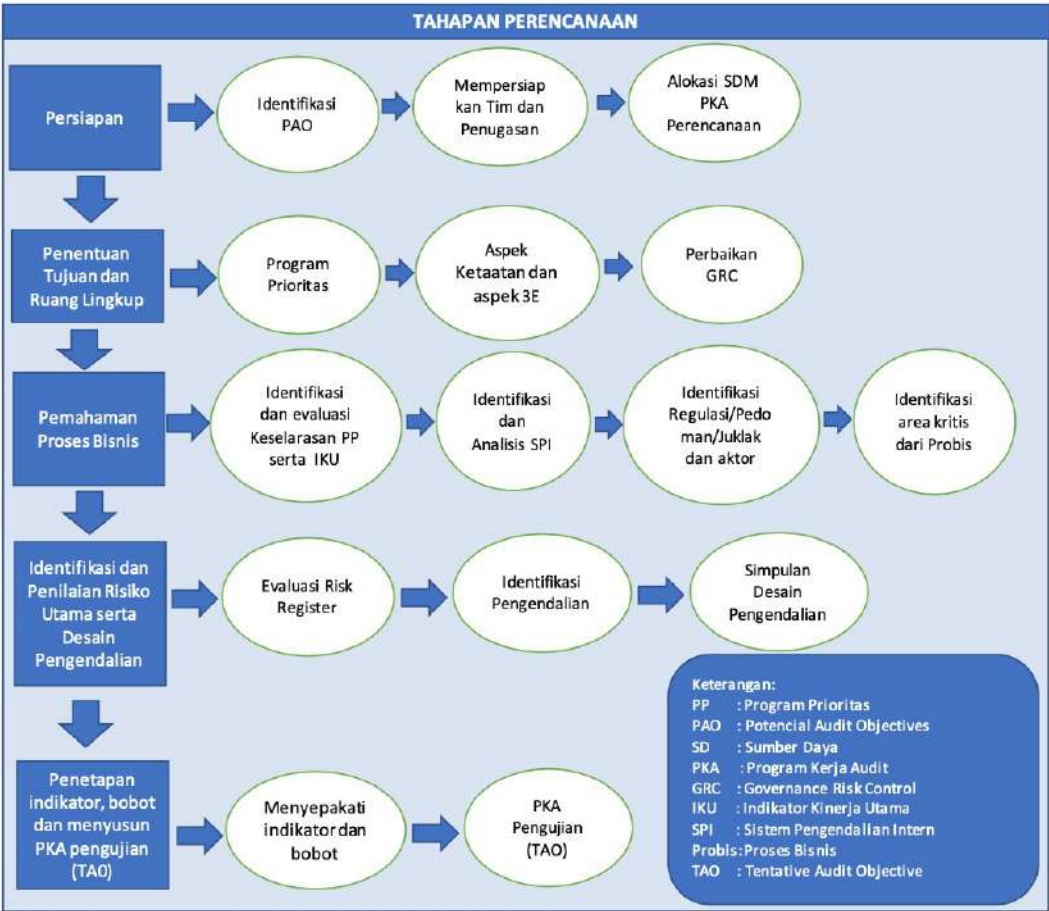 TAHAPAN PERENCANAAN
Persiapan
Identifikasi
PAO
Mempersiap
kan Tim dan
Penugasan
Alokasi SDM
PKA
Perencanaan
Penentuan
Tujuan dan
Ruang Lingkup
Program
Prioritas
Aspek
Ketaatan dan
aspek 3E
Perbaikan
GRC
Pemahaman
Proses Bisnis
Identifikasi
dan evaluasi
Keselarasan PP
serta IKU
Identifikasi
dan
Analisis SPI
Identifikasi
Regulasi/Pedo
man/Juklak
dan aktor
Identifikasi
area kritis
dari Probis
Identifikasi dan
Penilaian Risiko
Utama serta
Desain
Pengendalian
Evaluasi Risk
Register
Identifikasi
Pengendalian
Simpulan
Desain
Pengendalian
Penetapan
indikator, bobot
dan menyusun
PKA pengujian
(TAO)
Menyepakati
indikator dan
bobot
PKA
Pengujian
(TAO)
Keterangan:
PP : Program Prioritas
PAO : Potencial Audit Objectives
SD : Sumber Daya
PKA : Program Kerja Audit
GRC : Governance Risk Control
IKU : Indikator Kinerja Utama
SPI : Sistem Pengendalian Intern
Probis: Proses Bisnis
TAO : Tentative Audit Objective